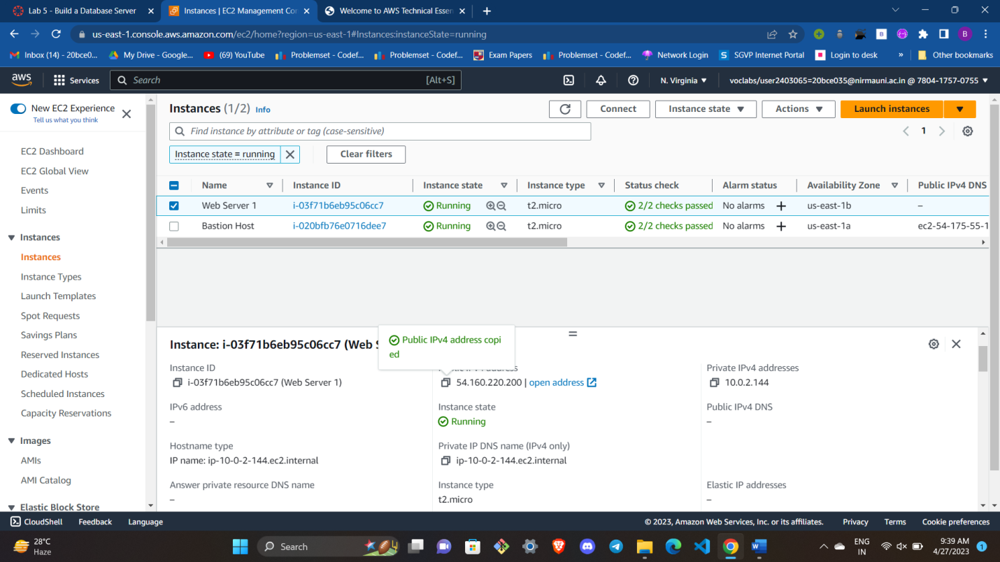 Lab 5 - Build a Database Server
Instances | EC2 Management Con
Welcome to AWS Technical Essen
us-east-1.console.aws.amazon.com/ec2/home?region=us-east-1#Instances:instanceState=running
B
B
Inbox (14) - 20bce0...
My Drive - Google...
(69) YouTube
Problemset - Codef...
Problemset - Codef...
Exam Papers
Problemset - Codef...
Network Login
SGVP Internet Portal
Login to desk
»
Other bookmarks
aws
Services
Search
[Alt+S]
N. Virginia
voclabs/user2403065=20bce035@nirmauni.ac.in @ 7804-1757-0755
New EC2 Experience
Tell us what you think
EC2 Dashboard
EC2 Global View
Events
Limits
Instances
Instances
Instance Types
Launch Templates
Spot Requests
Savings Plans
Reserved Instances
Dedicated Hosts
Scheduled Instances
Capacity Reservations
Images
AMIs
AMI Catalog
Elastic Block Store
Instances (1/2) Info
Connect
Instance state
Actions
Launch instances
Find instance by attribute or tag (case-sensitive)
1
Instance state = running
Clear filters
Name Instance ID Instance state Instance type Status check Alarm status Availability Zone Public IPv4 DNS
Web Server 1 i-03f71b6eb95c06cc7 Running t2.micro 2/2 checks passed No alarms + us-east-1b –
Bastion Host i-020bfb76e0716dee7 Running t2.micro 2/2 checks passed No alarms + us-east-1a ec2-54-175-55-1
Public IPv4 address copi
ed
Instance: i-03f71b6eb95c06cc7 (Web S
Instance ID
i-03f71b6eb95c06cc7 (Web Server 1)
Public IPv4 address
54.160.220.200 | open address
Private IPv4 addresses
10.0.2.144
IPv6 address
–
Instance state
Running
Public IPv4 DNS
–
Hostname type
IP name: ip-10-0-2-144.ec2.internal
Private IP DNS name (IPv4 only)
ip-10-0-2-144.ec2.internal
Answer private resource DNS name
–
Instance type
t2.micro
Elastic IP addresses
–
CloudShell
Feedback
Language
© 2023, Amazon Web Services, Inc. or its affiliates.
Privacy
Terms
Cookie preferences
28°C
Haze
Search
ENG
IN
9:39 AM
4/27/2023
1